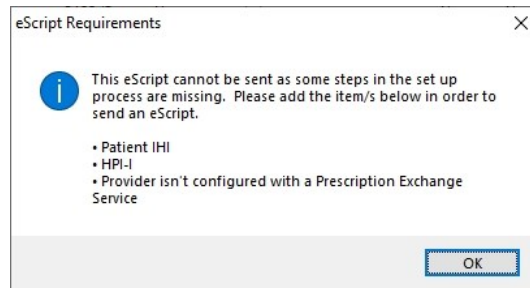 eScript Requirements
This eScript cannot be sent as some steps in the set up
process are missing.  Please add the item/s below in order to
send an eScript.
• Patient IHI
• HPI-I
• Provider isn't configured with a Prescription Exchange
Service
OK